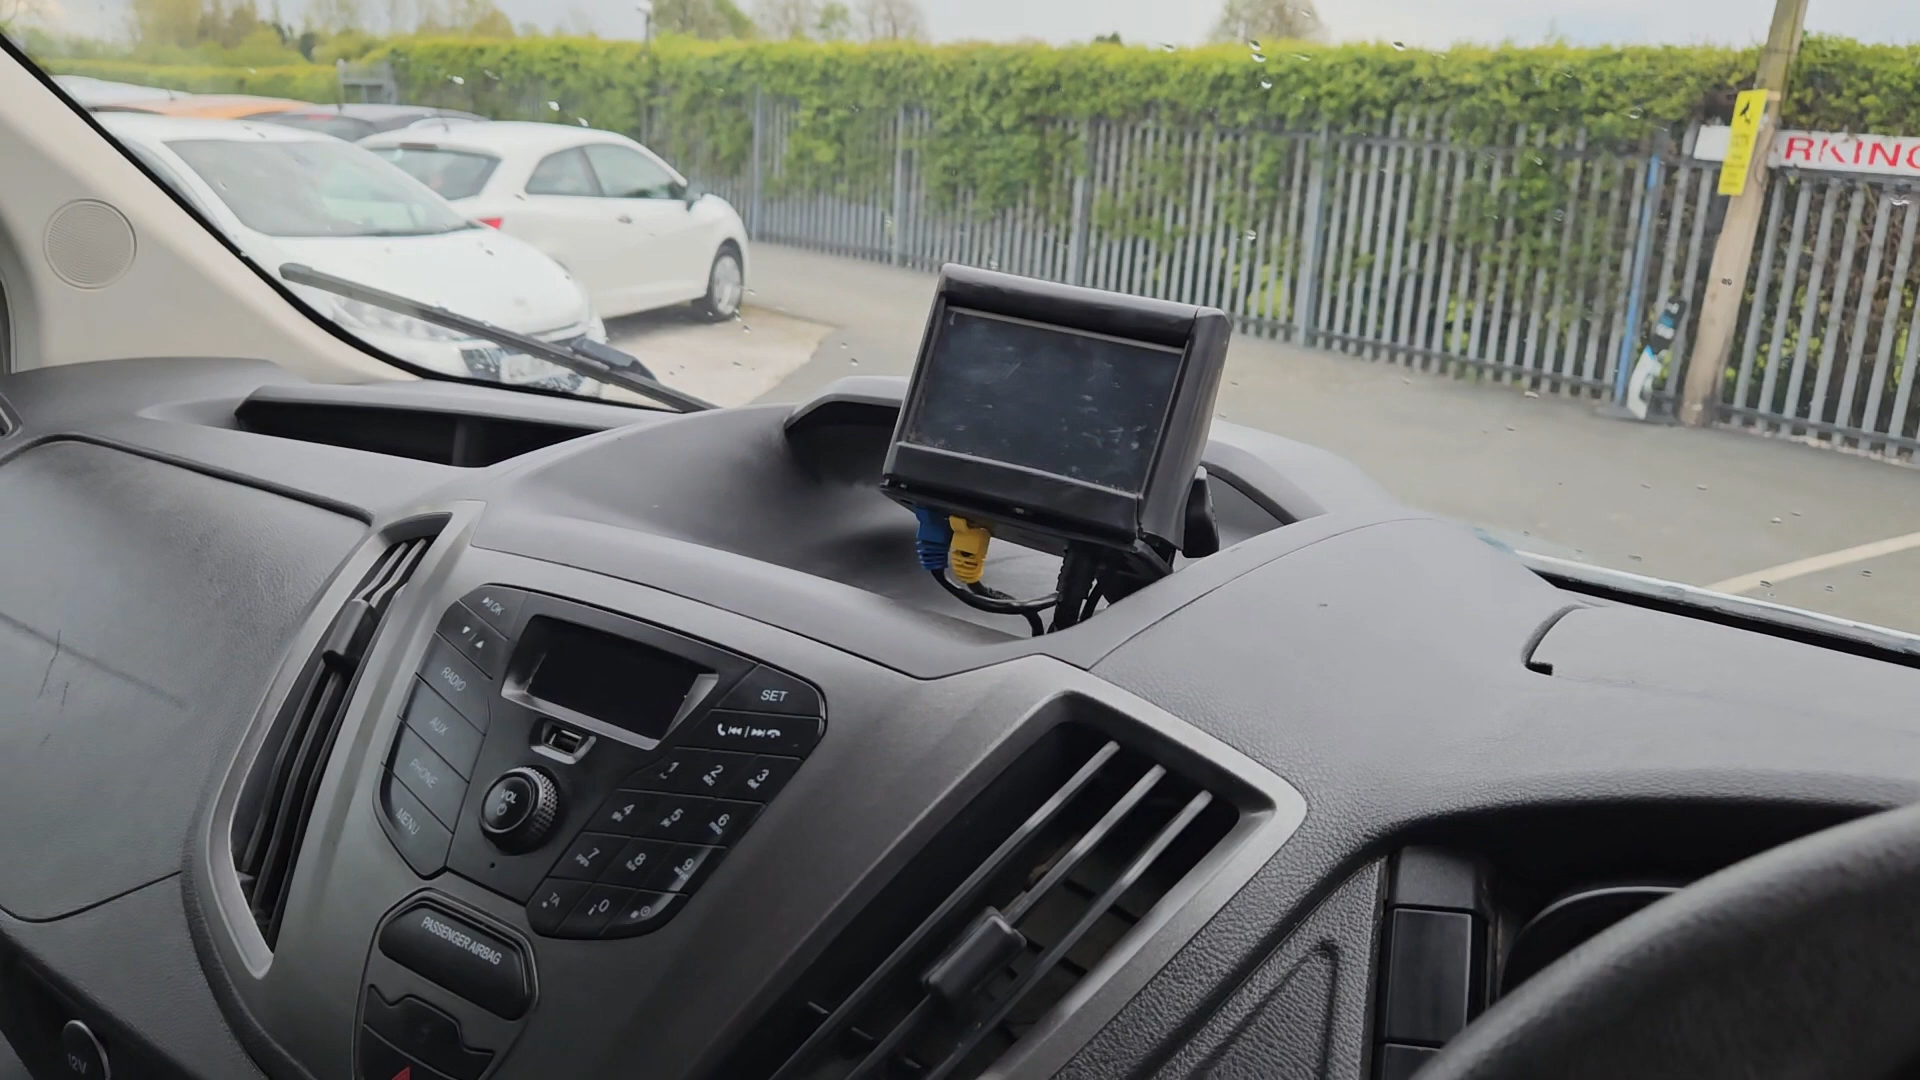 RKING
OK
RADIO
AUX
PHONE
MENU
VOL
SET
1 2 3
4 5 6
7 8 9
TA 0
PASSENGER AIRBAG
12V